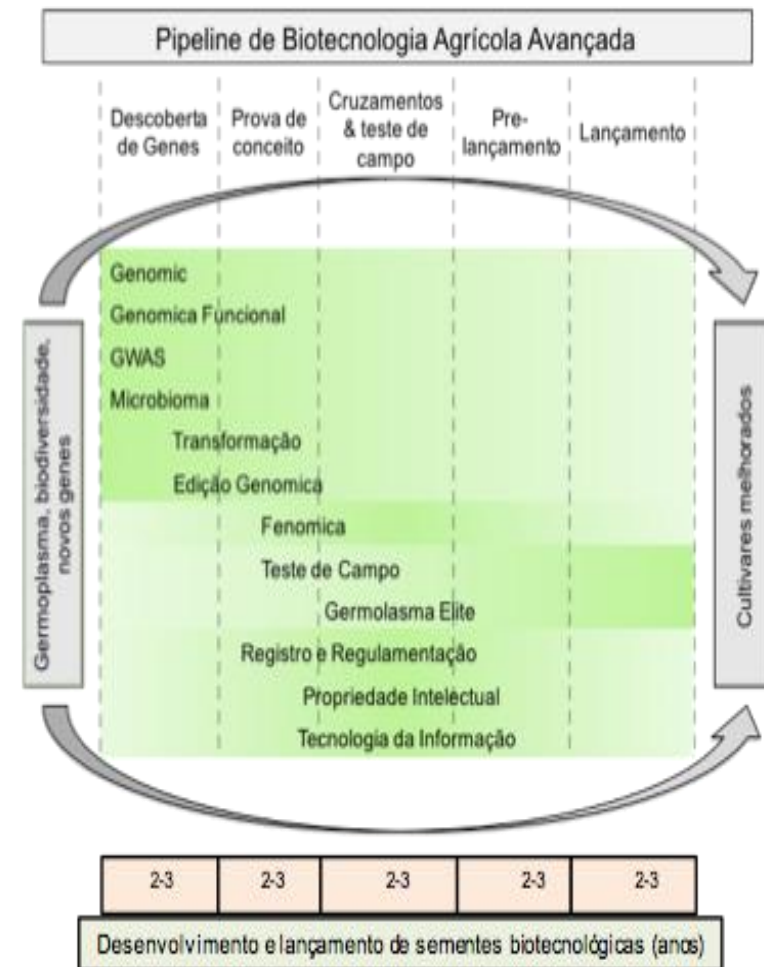 Pipeline de Biotecnologia Agrícola Avançada
Descoberta
de Genes
Prova de
conceito
Cruzamentos
& teste de
campo
Pre-
lançamento
Lançamento
Genomic
Genomica Funcional
GWAS
Microbioma
Transformação
Edição Genomica
Fenomica
Teste de Campo
Germolasma Elite
Registro e Regulamentação
Propriedade Intelectual
Tecnologia da Informação
Germoplasma, biodiversidade,
novos genes
Cultivares melhorados
2-3
2-3
2-3
2-3
2-3
Desenvolvimento e lançamento de sementes biotecnológicas (anos)